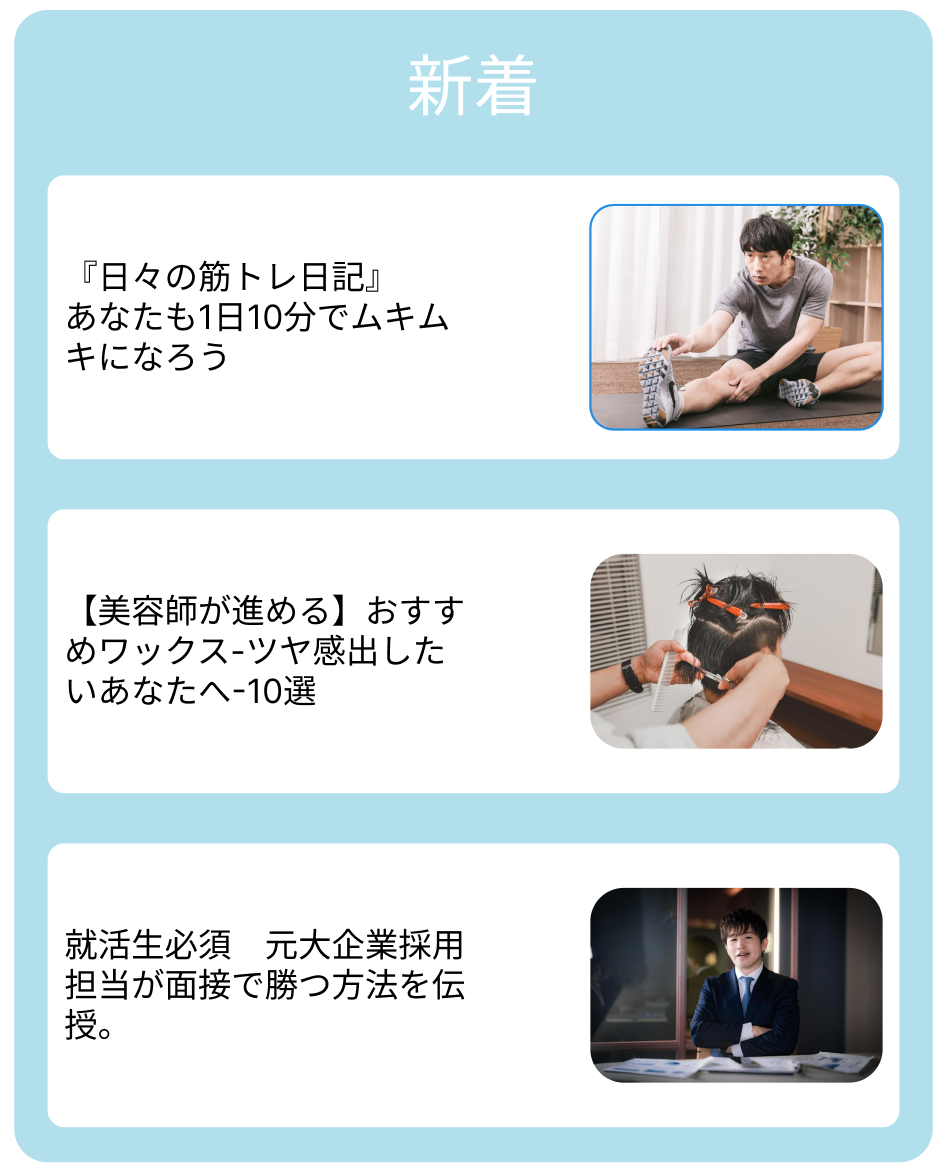 新着
『日々の筋トレ日記』
あなたも1日10分でムキム
キになろう
【美容師が進める】おすす
めワックス-ツヤ感出した
いあなたへ-10選
就活生必須　元大企業採用
担当が面接で勝つ方法を伝
授。